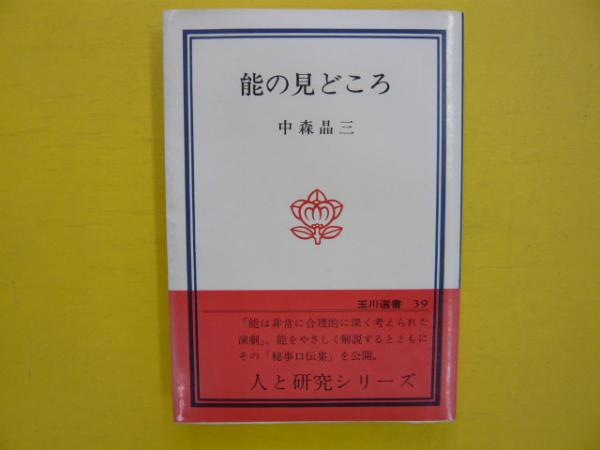 能の見どころ
中森晶三
玉川選書 39
「能は非常に合理的に深く考えられた
演劇」。能をやさしく解説するとともに
その「秘事口伝集」を公開。
人と研究シリーズ